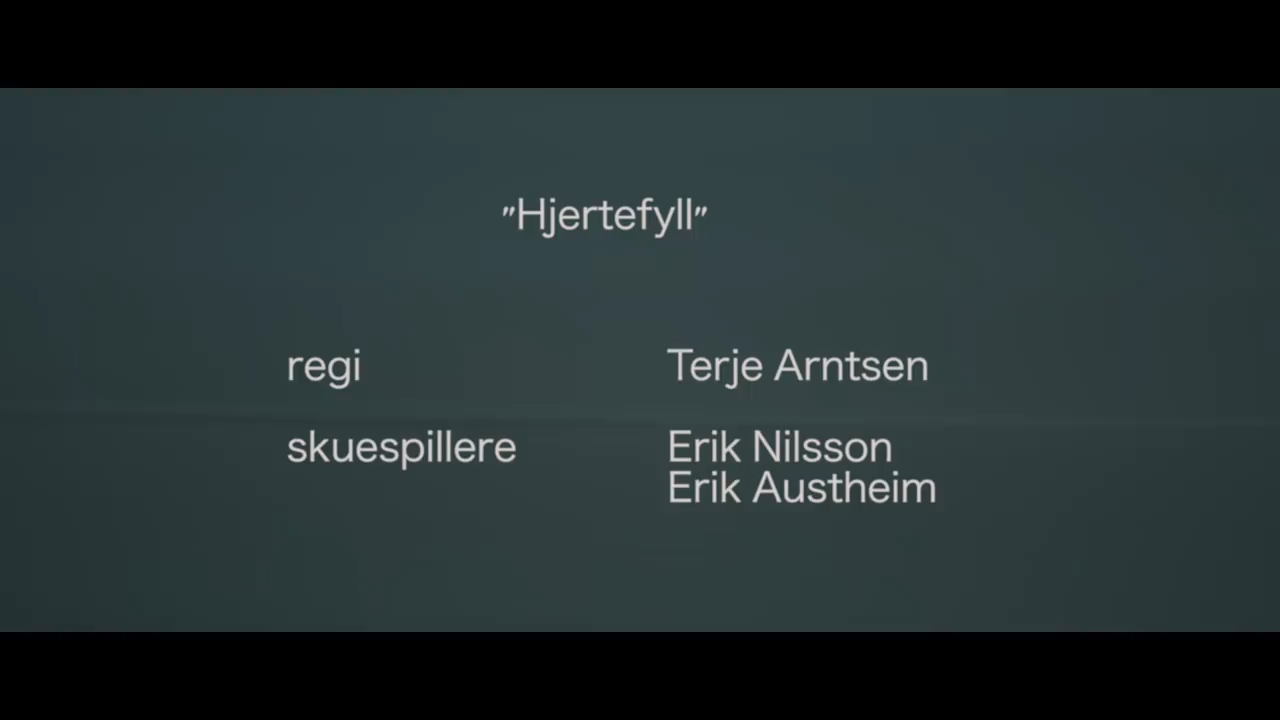 "Hjertefyll"
regi Terje Arntsen
skuespillere Erik Nilsson
Erik Austheim